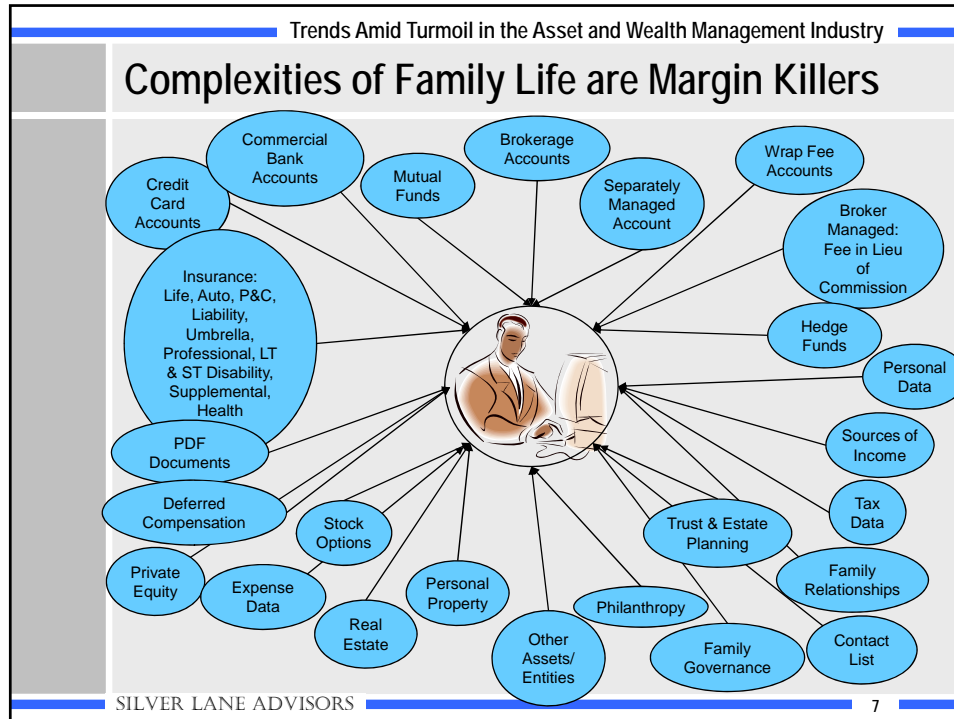 Trends Amid Turmoil in the Asset and Wealth Management Industry
Complexities of Family Life are Margin Killers
Credit
Card
Accounts
Commercial
Bank
Accounts
Mutual
Funds
Brokerage
Accounts
Separately
Managed
Account
Wrap Fee
Accounts
Broker
Managed:
Fee in Lieu
of
Commission
Insurance:
Life, Auto, P&C,
Liability,
Umbrella,
Professional, LT
& ST Disability,
Supplemental,
Health
Hedge
Funds
Personal
Data
PDF
Documents
Sources of
Income
Deferred
Compensation
Stock
Options
Trust & Estate
Planning
Tax
Data
Private
Equity
Expense
Data
Real
Estate
Personal
Property
Other
Assets/
Entities
Philanthropy
Family
Governance
Family
Relationships
Contact
List
SILVER LANE ADVISORS
7